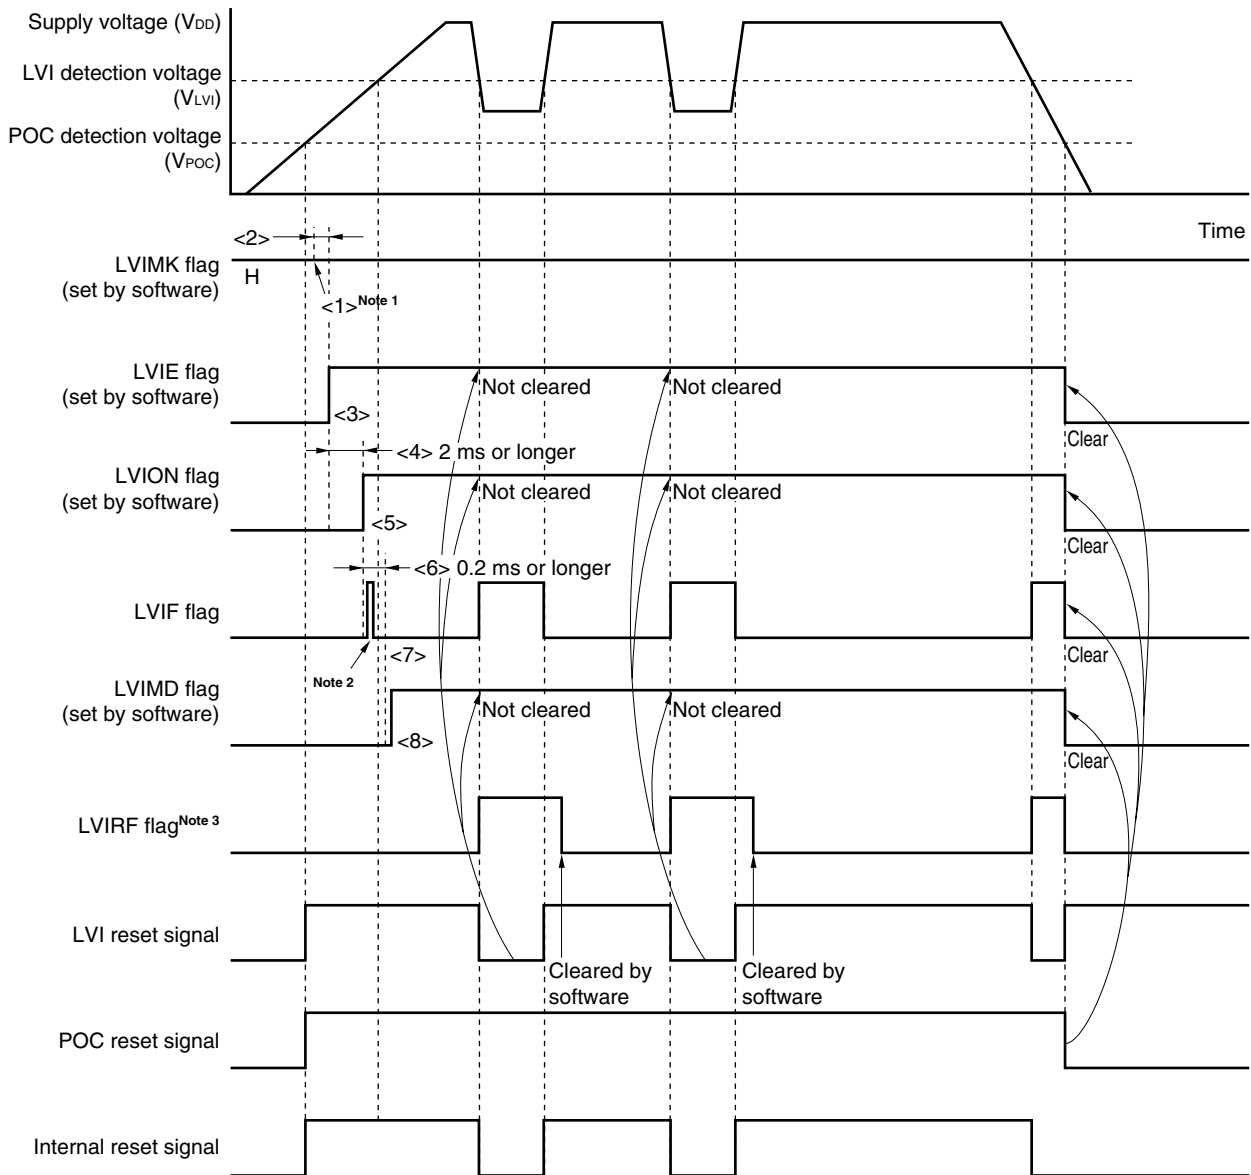 Supply voltage (VDD)
LVI detection voltage
(VLVI)
POC detection voltage
(VPOC)
Time
<2>
LVIMK flag
(set by software)
H
<1>Note 1
LVIE flag
(set by software)
Not cleared
Not cleared
<3>
Clear
<4> 2 ms or longer
LVION flag
(set by software)
Not cleared
Not cleared
<5>
Clear
<6> 0.2 ms or longer
LVIF flag
<7>
Clear
Note 2
LVIMD flag
(set by software)
Not cleared
Not cleared
<8>
Clear
LVIRF flagNote 3
LVI reset signal
Cleared by
software
Cleared by
software
POC reset signal
Internal reset signal